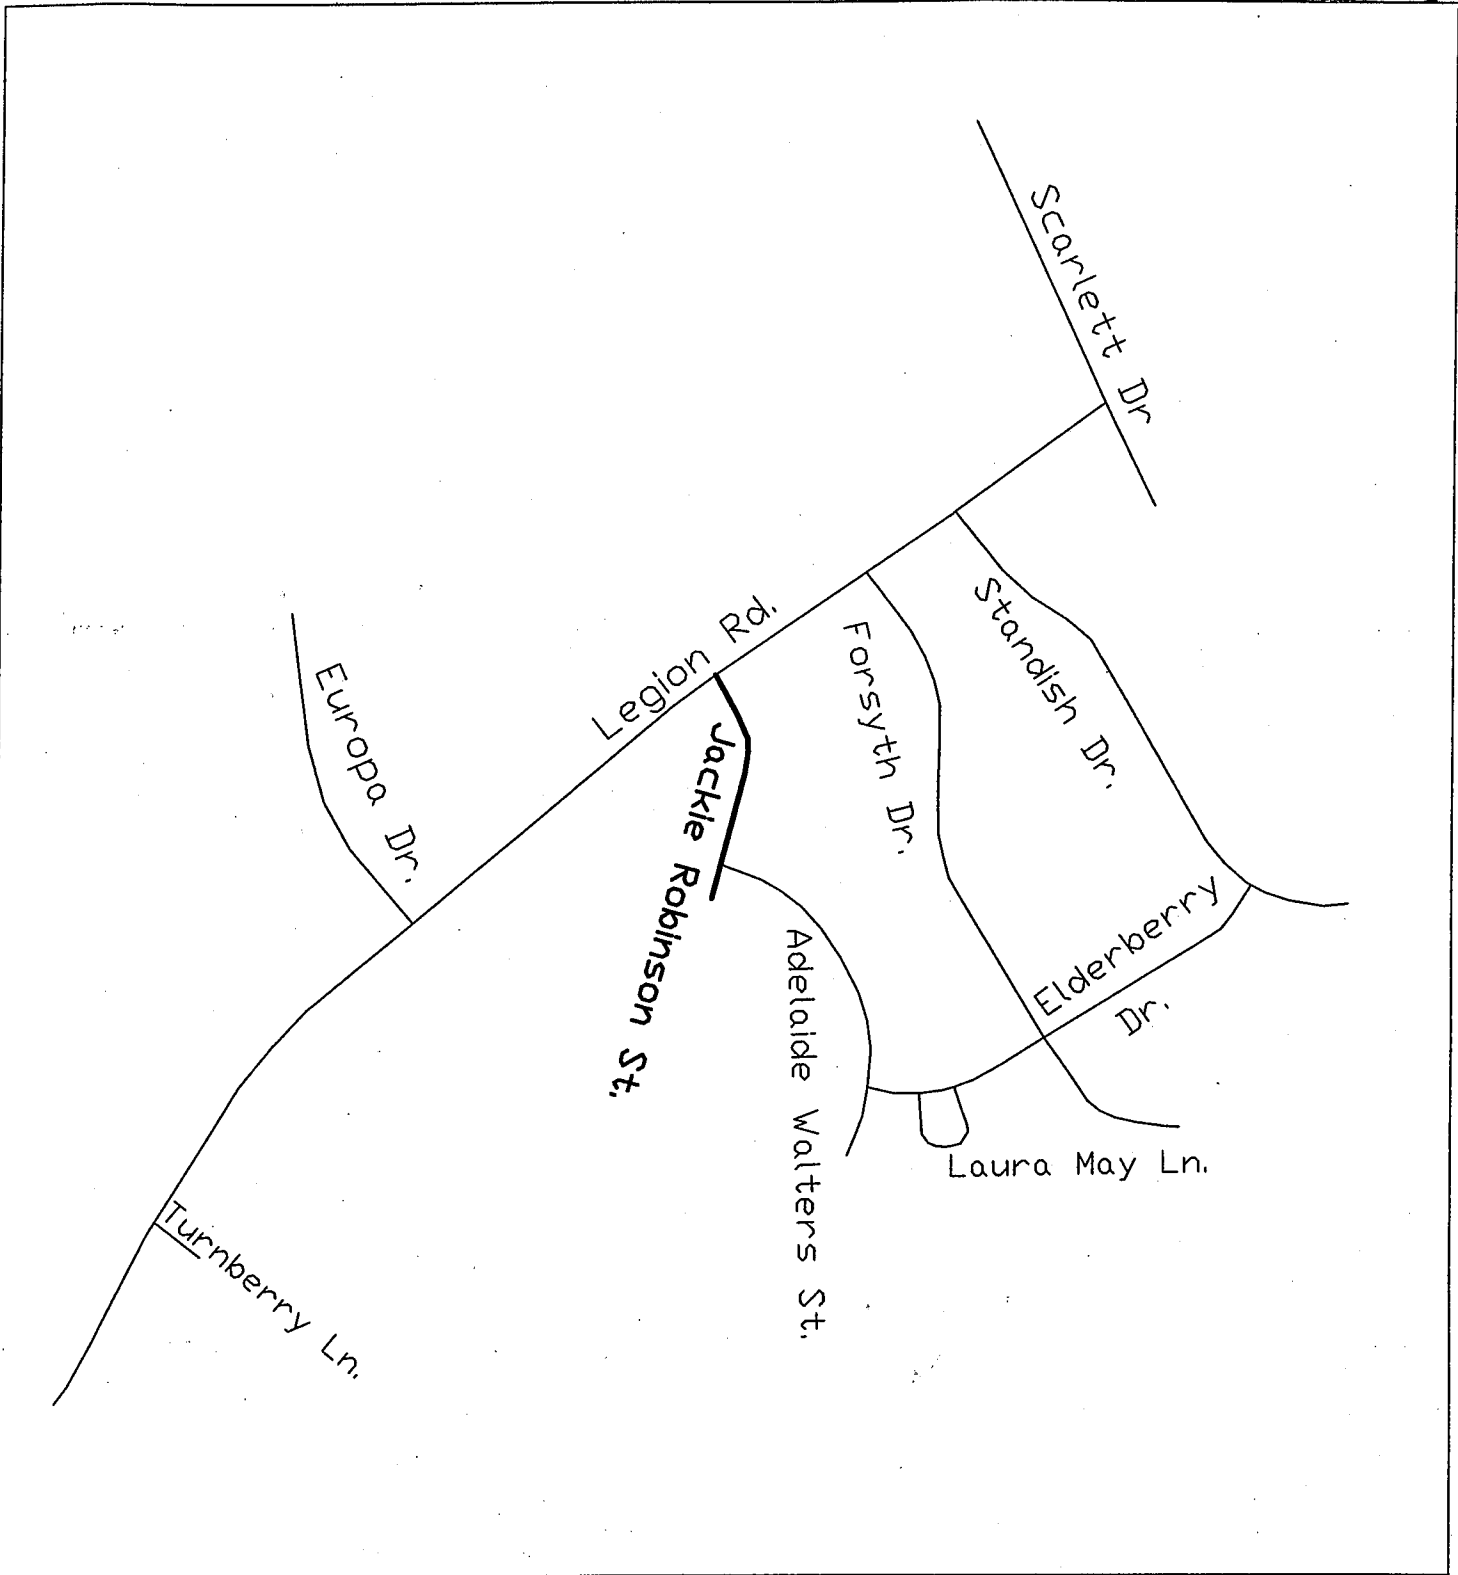 Scarlett Dr
Standish Dr.
Legion Rd.
Forsyth Dr.
Europa Dr.
Jackie Robinson St.
Elderberry
Dr.
Adelaide Walters St.
Laura May Ln.
Turnberry Ln.